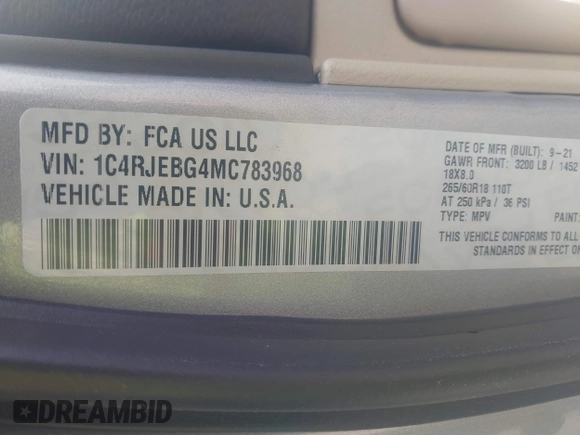 MFD BY: FCA US LLC
VIN: 1C4RJEBG4MC783968
VEHICLE MADE IN: U.S.A.
DATE OF MFR (BUILT): 9-21
GAWR FRONT: 3200 LB / 1452
18X8.0
265/60R18 110T
AT 250 kPa / 36 PSI
TYPE: MPV PAINT:
THIS VEHICLE CONFORMS TO ALL
STANDARDS IN EFFECT ON
DREAMBID